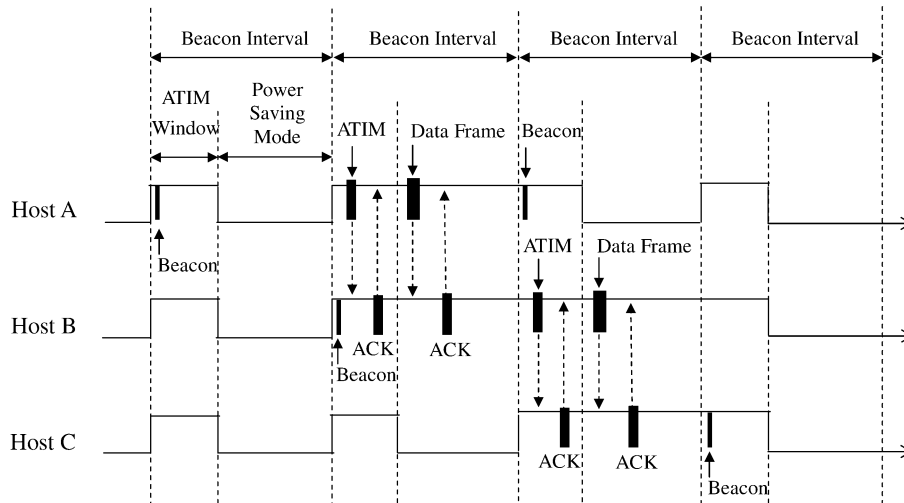 Beacon Interval
Beacon Interval
Beacon Interval
Beacon Interval
ATIM
Window
Power
Saving
Mode
ATIM
Data Frame
Beacon
Host A
Beacon
ATIM
Data Frame
Host B
Beacon
ACK
ACK
Host C
ACK
ACK
Beacon